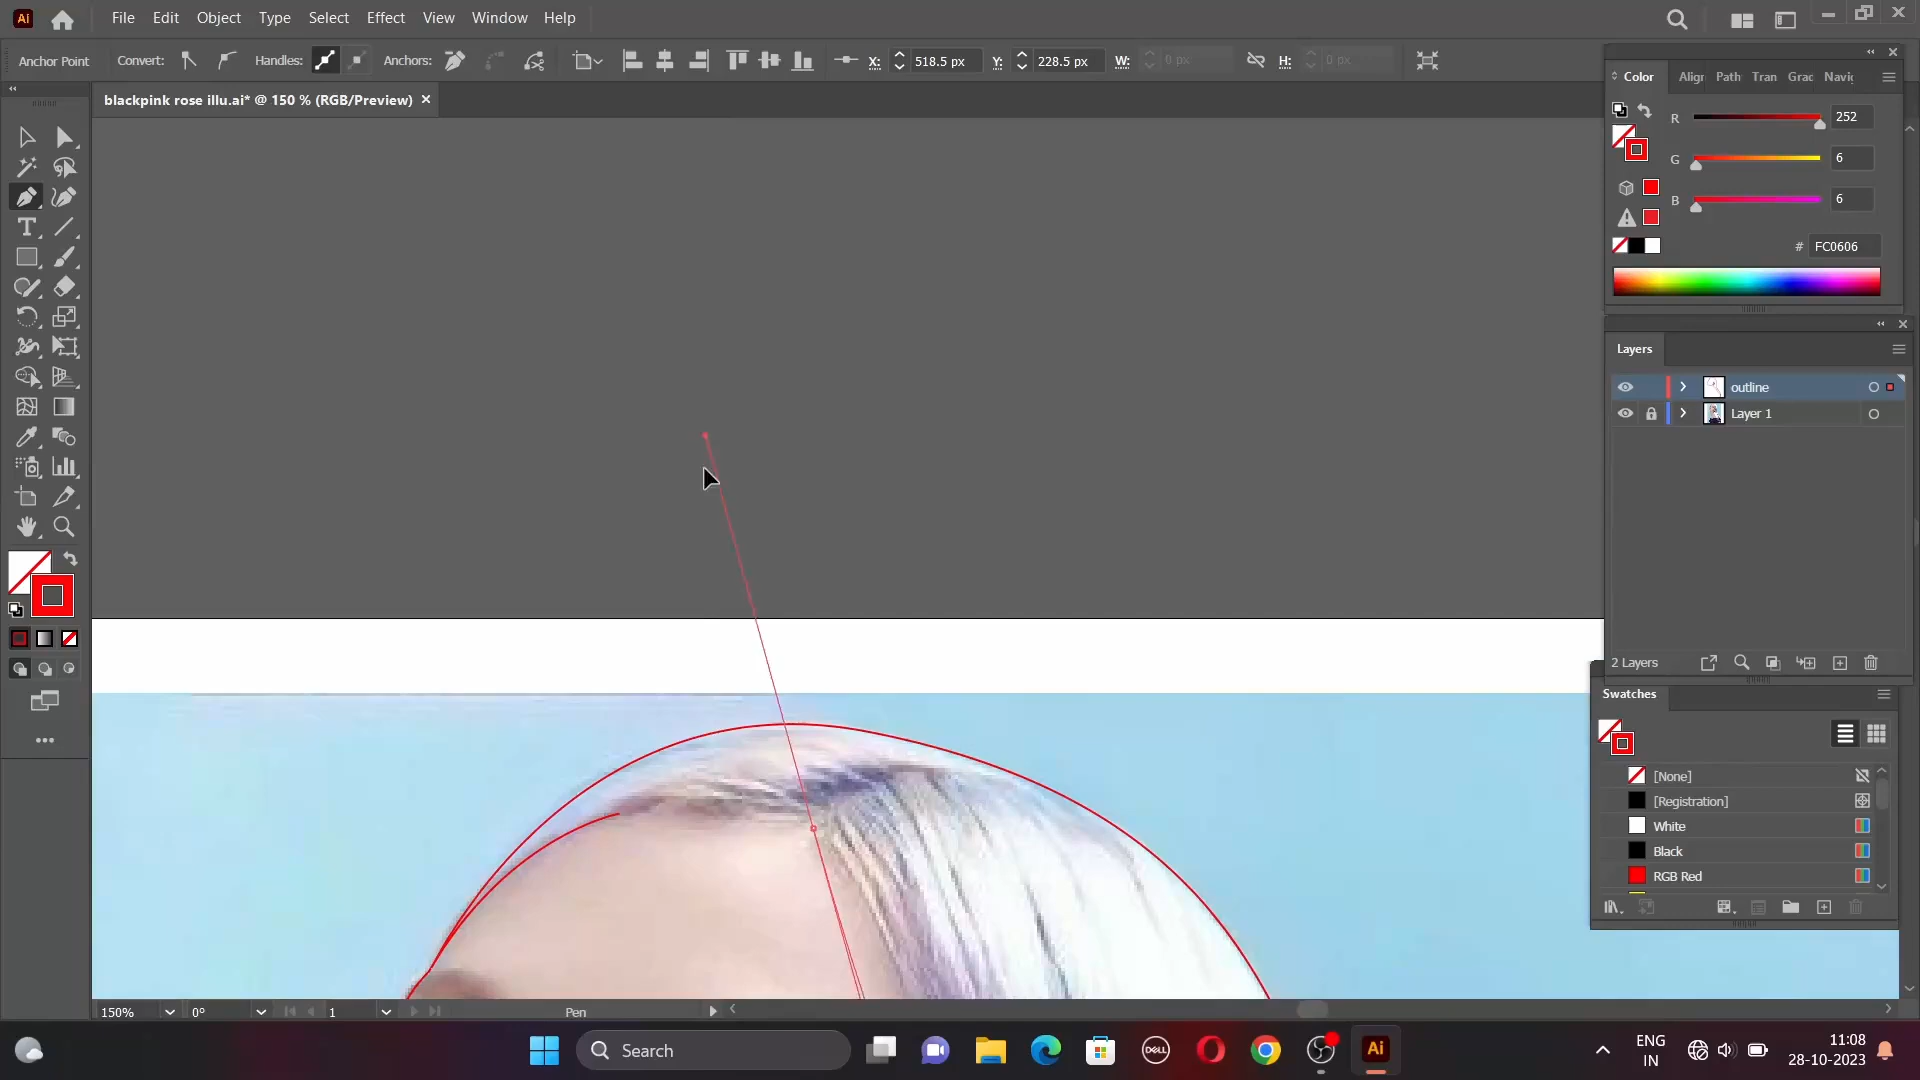 Ai
File Edit Object Type Select Effect View Window Help
Anchor Point Convert: Handles: Anchors: X: 518.5 px Y: 228.5 px W: 0 px H: 0 px
blackpink rose illu.ai* @ 150 % (RGB/Preview)
Color Align Path Tran Grad Navi
R 252
G 6
B 6
# FC0606
Layers
outline
Layer 1
2 Layers
Swatches
[None]
[Registration]
White
Black
RGB Red
150% 0° 1 Pen
Search
DELL
Ai
ENG
IN
11:08
28-10-2023